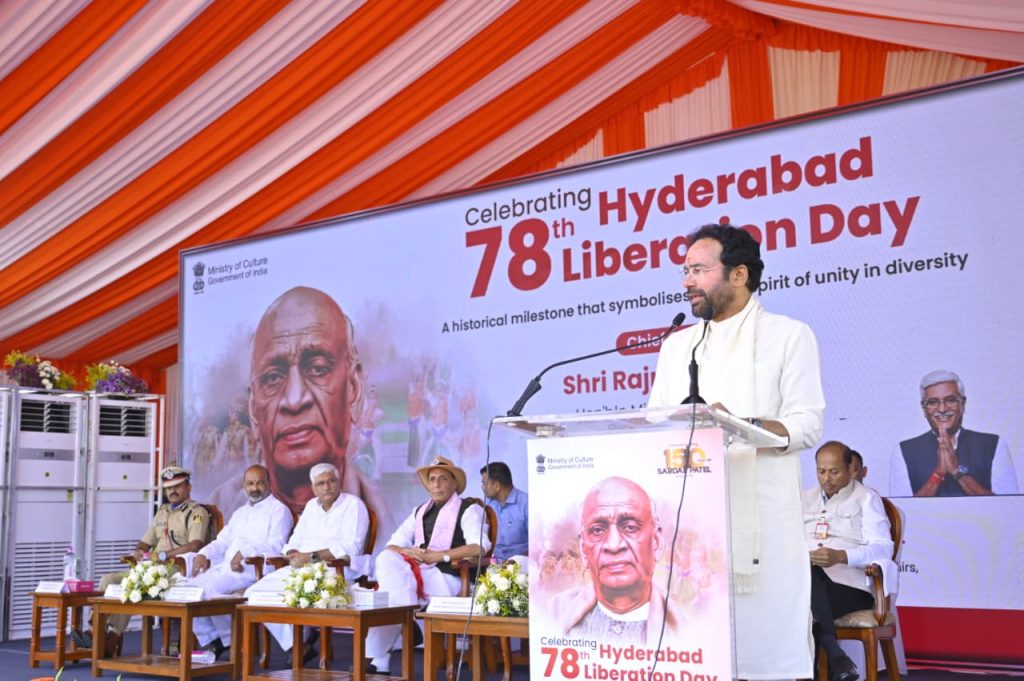 Ministry of Culture
Government of India
Celebrating
78th Hyderabad
Liberation Day
A historical milestone that symbolises spirit of unity in diversity
Chief
Shri Raj
Ministry of Culture
Government of India
150
SARDAR PATEL
Celebrating
78th Hyderabad
Liberation Day